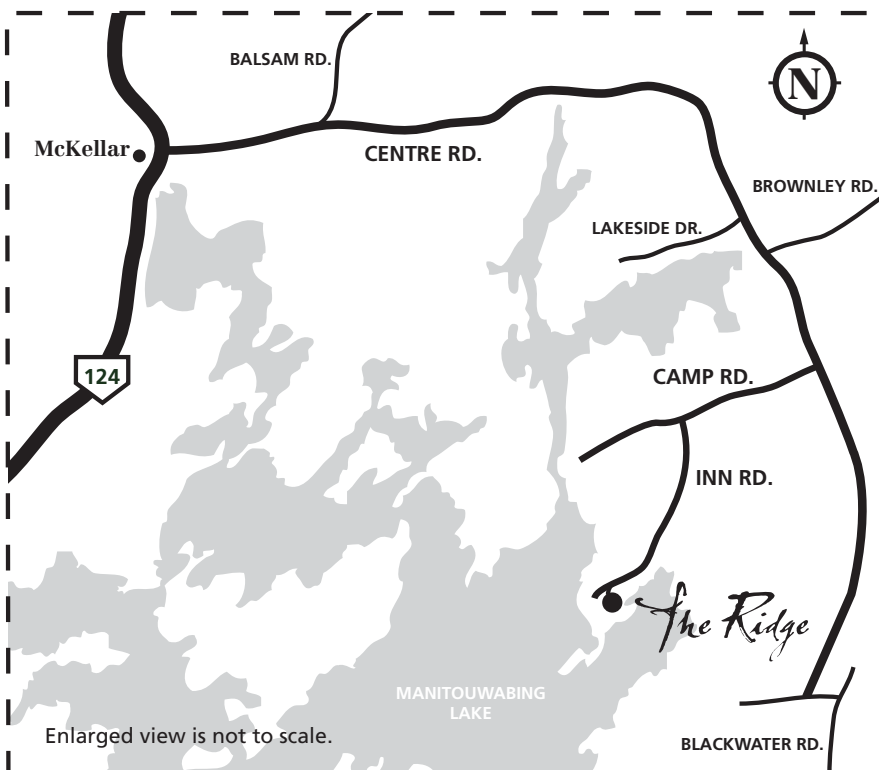 BALSAM RD.
N
McKellar
CENTRE RD.
BROWNLEY RD.
LAKESIDE DR.
124
CAMP RD.
INN RD.
The Ridge
MANITOUWABING
LAKE
Enlarged view is not to scale.
BLACKWATER RD.